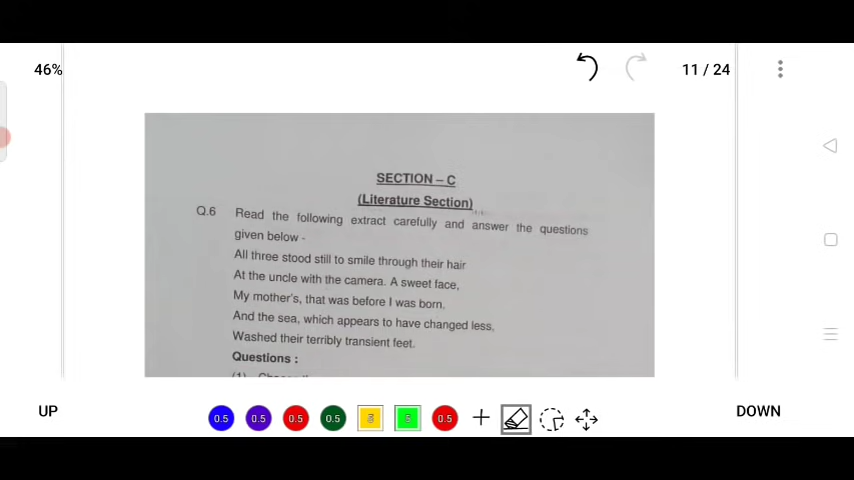 46%
11 / 24
SECTION – C
(Literature Section)
Q.6 Read the following extract carefully and answer the questions
given below -
All three stood still to smile through their hair
At the uncle with the camera. A sweet face,
My mother's, that was before I was born.
And the sea, which appears to have changed less,
Washed their terribly transient feet.
Questions :
(1)
UP
0.5 0.5 0.5 0.5 5 5 0.5
DOWN